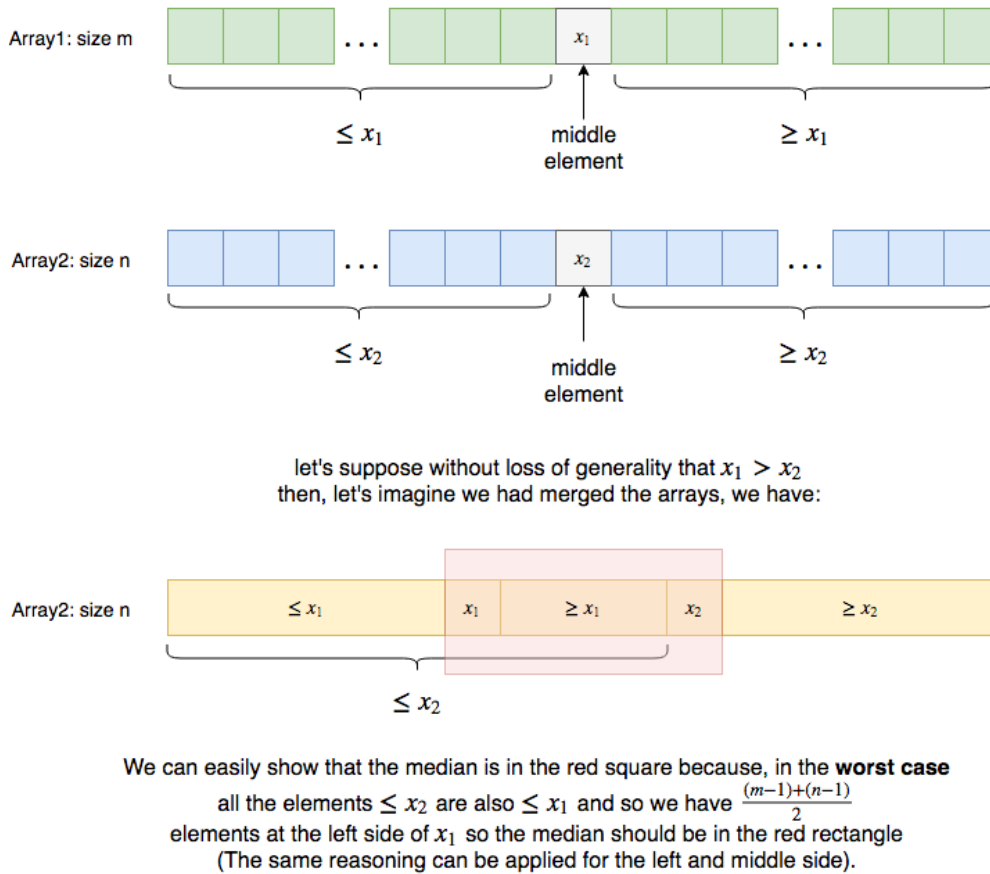 Array1: size m
...
x₁
...
≤ x₁
middle
element
≥ x₁
Array2: size n
...
x₂
...
≤ x₂
middle
element
≥ x₂
let's suppose without loss of generality that x₁ > x₂
then, let's imagine we had merged the arrays, we have:
Array2: size n
≤ x₁
x₁
≥ x₁
x₂
≥ x₂
≤ x₂
We can easily show that the median is in the red square because, in the worst case
all the elements ≤ x₂ are also ≤ x₁ and so we have ((m−1)+(n−1))/2
elements at the left side of x₁ so the median should be in the red rectangle
(The same reasoning can be applied for the left and middle side).